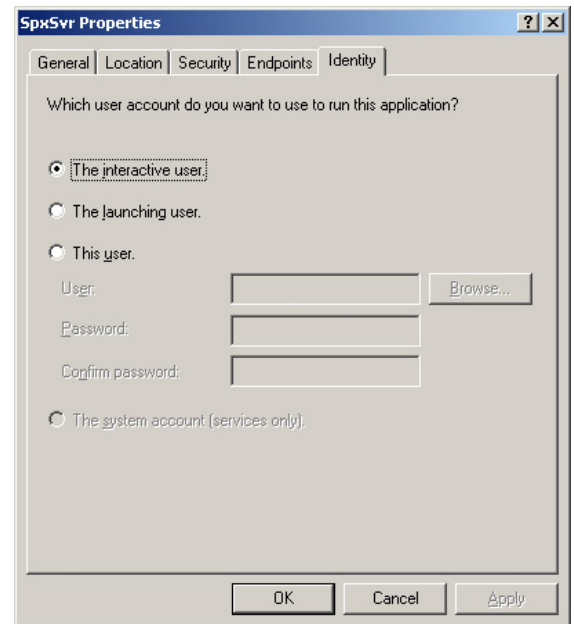 SpxSvr Properties
General Location Security Endpoints Identity
Which user account do you want to use to run this application?
The interactive user.
The launching user.
This user.
User: Browse...
Password:
Confirm password:
The system account (services only).
OK Cancel Apply